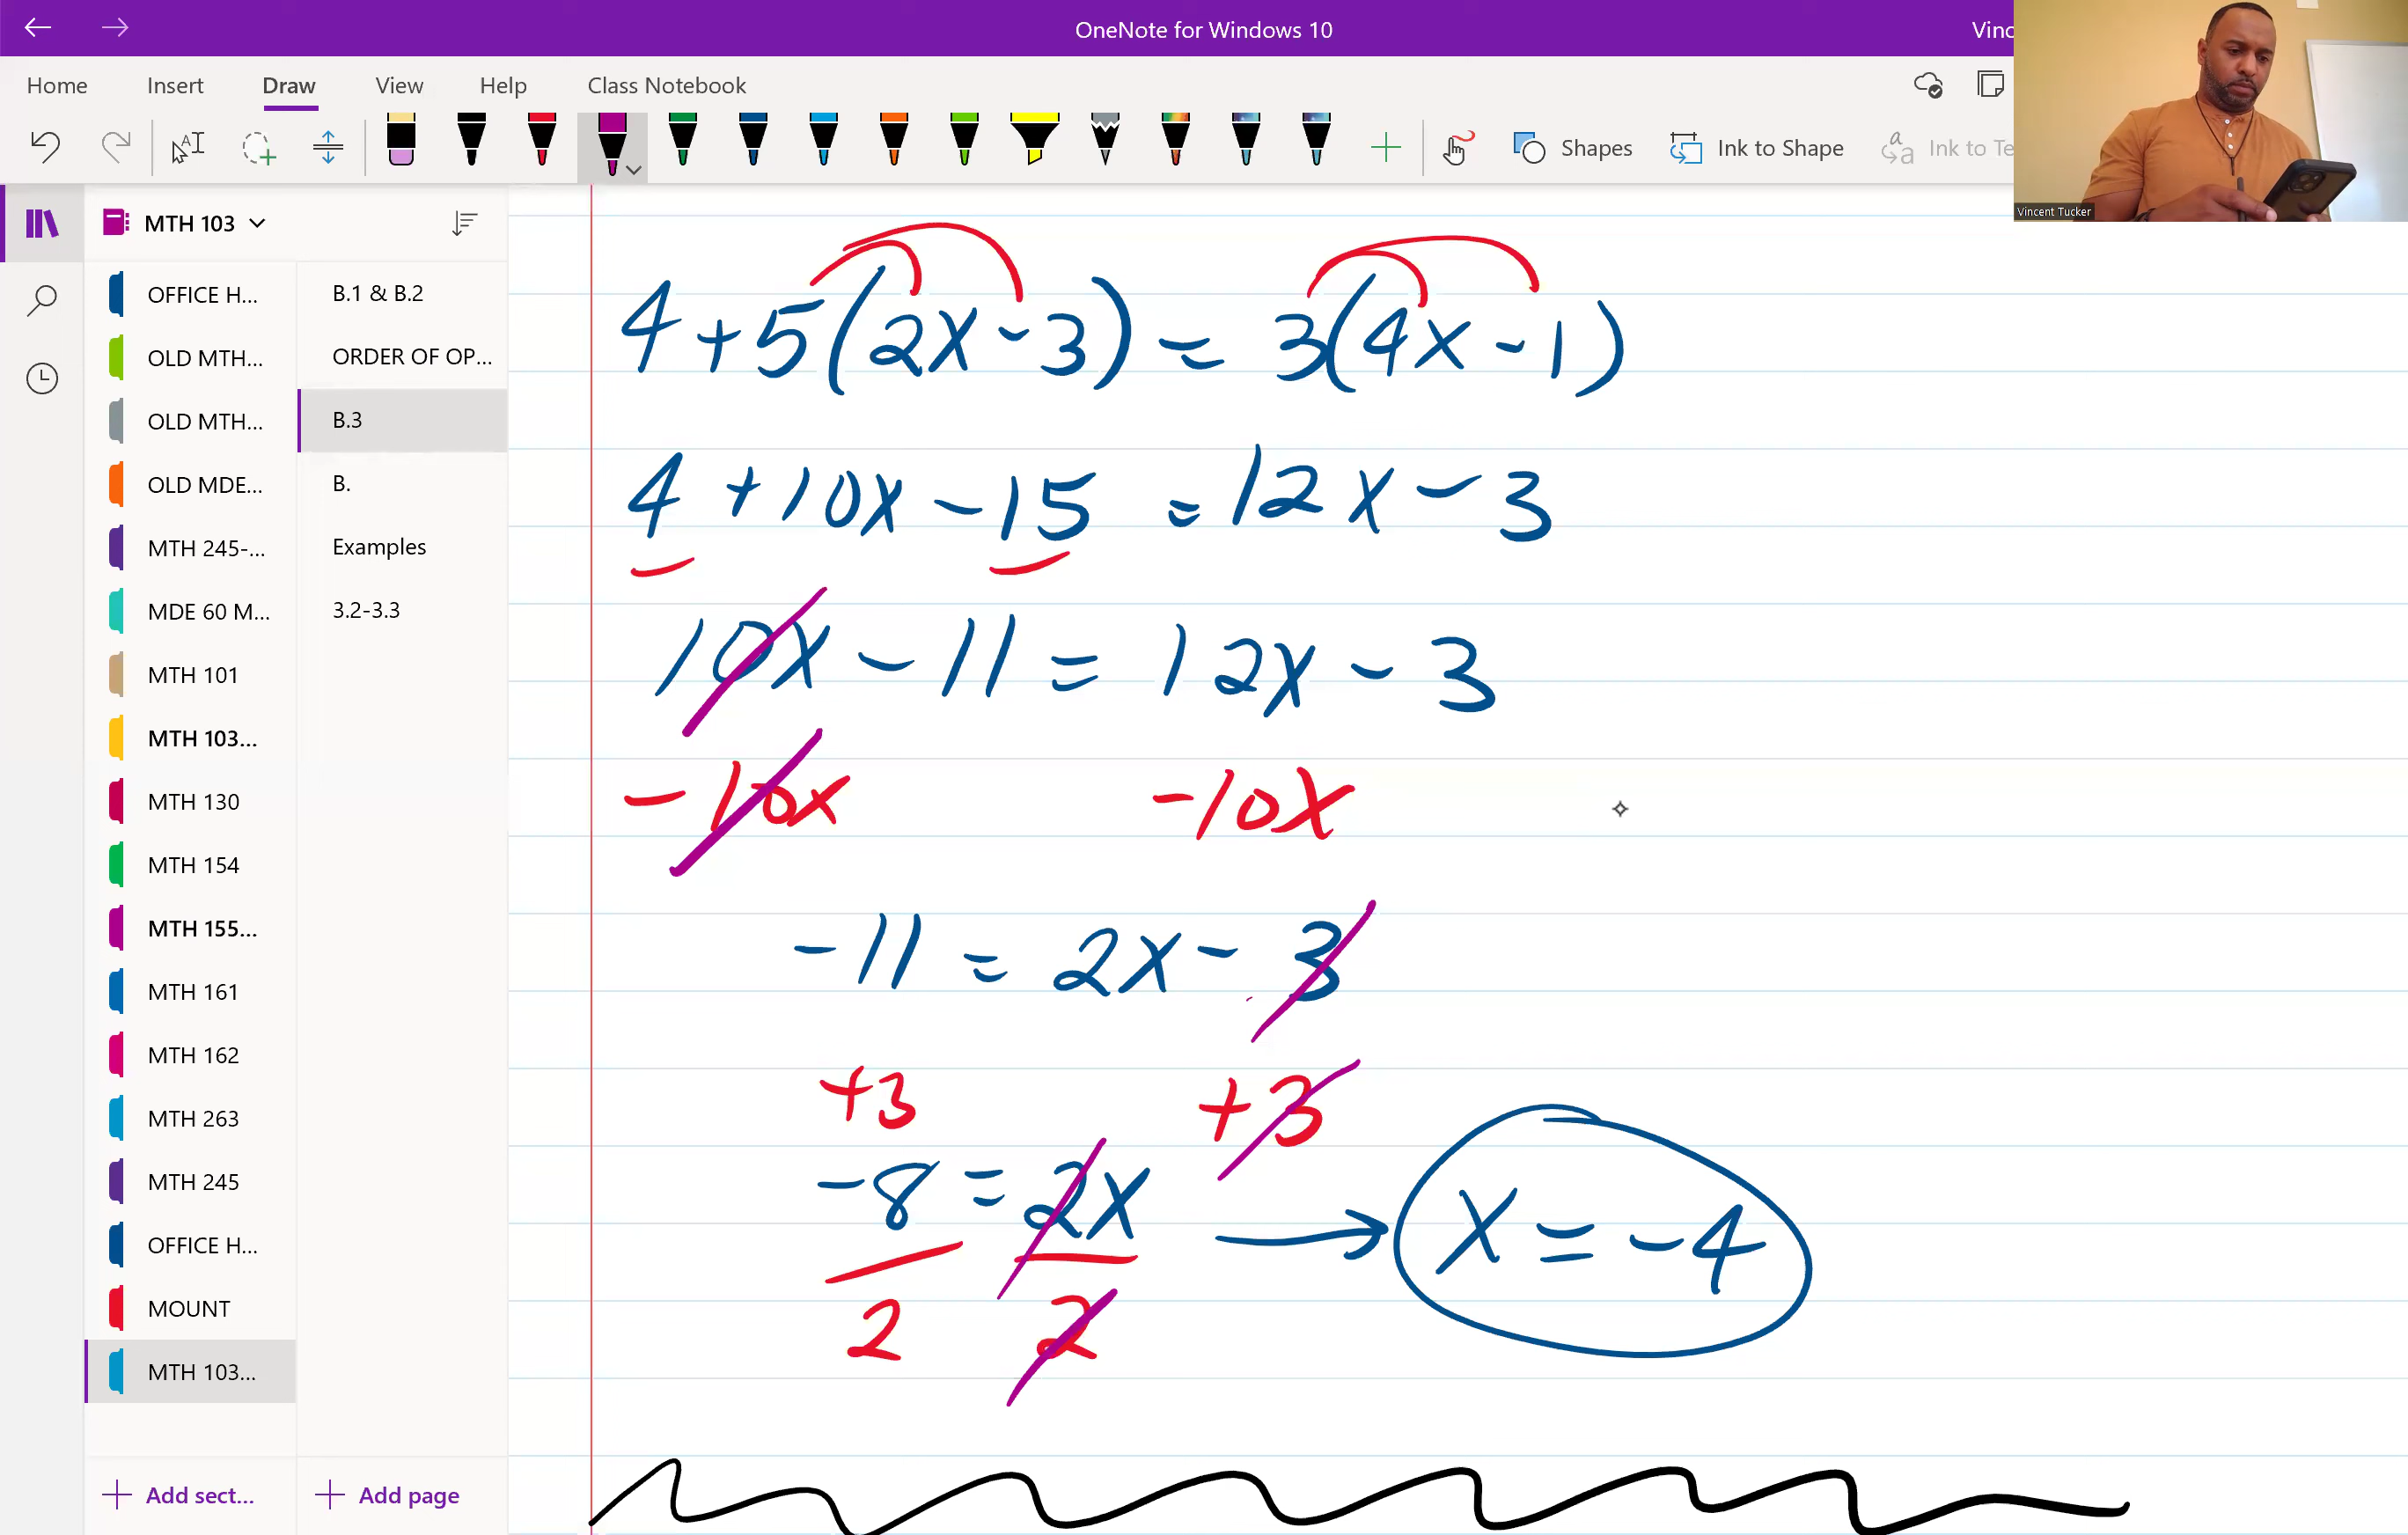 OneNote for Windows 10
Vinc
Home Insert Draw View Help Class Notebook
Shapes Ink to Shape Ink to Te
Vincent Tucker
MTH 103
OFFICE H...
OLD MTH...
OLD MTH...
OLD MDE...
MTH 245-...
MDE 60 M...
MTH 101
MTH 103...
MTH 130
MTH 154
MTH 155...
MTH 161
MTH 162
MTH 263
MTH 245
OFFICE H...
MOUNT
MTH 103...
Add sect...
B.1 & B.2
ORDER OF OP...
B.3
B.
Examples
3.2-3.3
Add page
4+5(2x-3) = 3(4x-1)
4 +10x -15 = 12x - 3
10x - 11 = 12x - 3
-10x -10x
-11 = 2x - 3
+3 +3
-8 = 2x → x = -4
2 2